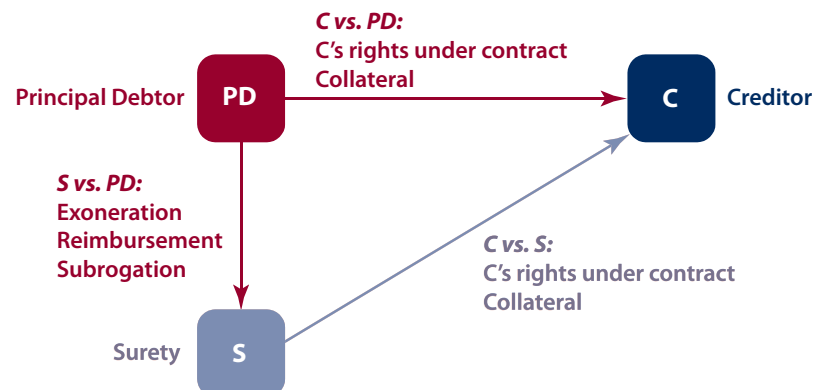 C vs. PD:
C's rights under contract
Collateral
Principal Debtor
PD
C
Creditor
S vs. PD:
Exoneration
Reimbursement
Subrogation
C vs. S:
C's rights under contract
Collateral
Surety
S